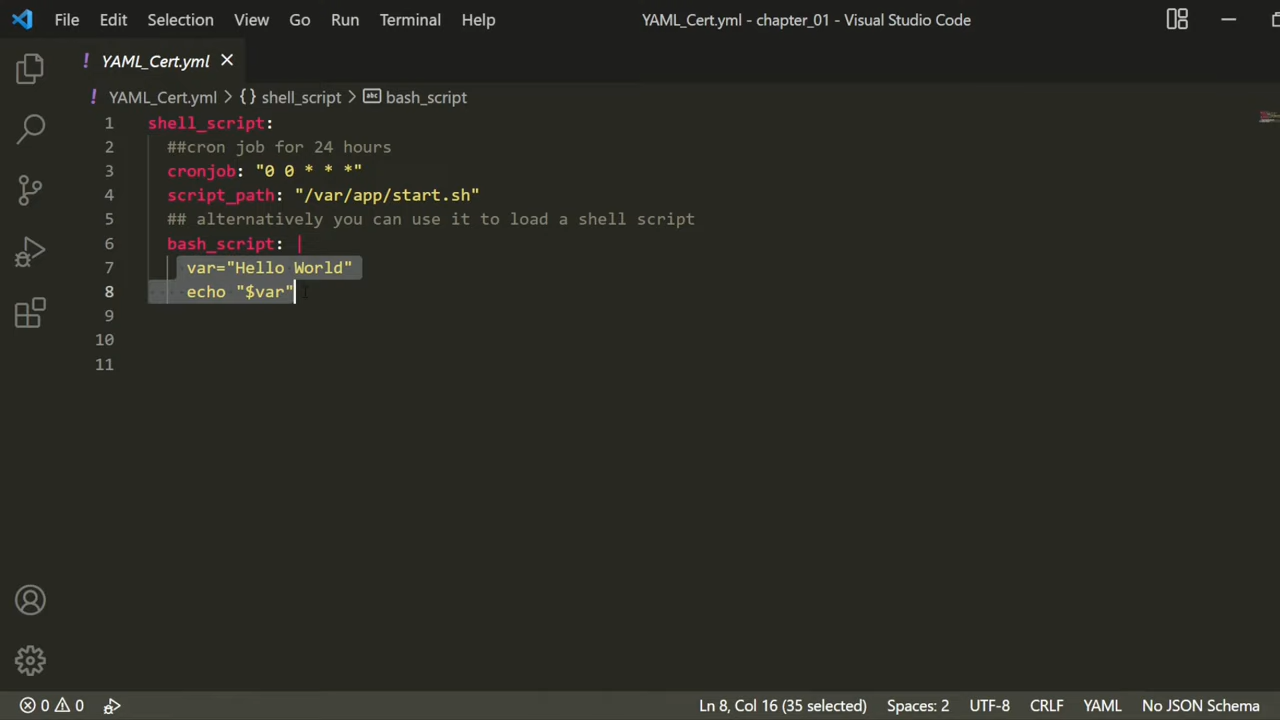 File Edit Selection View Go Run Terminal Help YAML_Cert.yml - chapter_01 - Visual Studio Code
! YAML_Cert.yml ×
! YAML_Cert.yml > {} shell_script > abc bash_script
1 shell_script:
2   ##cron job for 24 hours
3   cronjob: "0 0 * * *"
4   script_path: "/var/app/start.sh"
5   ## alternatively you can use it to load a shell script
6   bash_script: |
7     var="Hello World"
8     echo "$var"
9
10
11
0 0 Ln 8, Col 16 (35 selected) Spaces: 2 UTF-8 CRLF YAML No JSON Schema